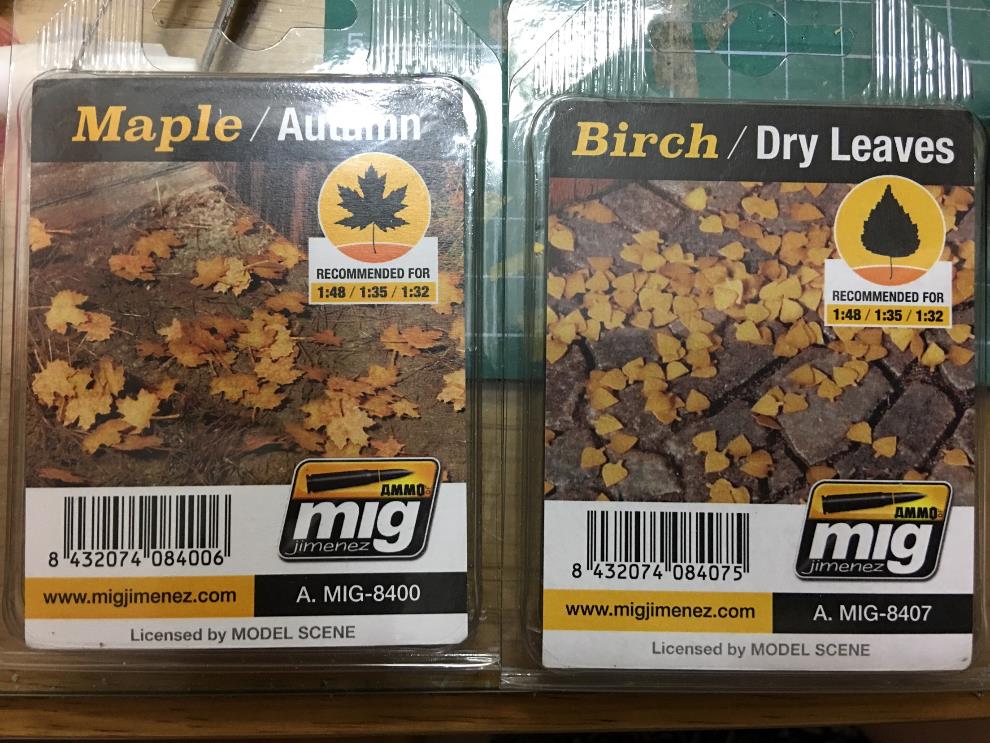 5
Maple / Autumn
RECOMMENDED FOR
1:48 / 1:35 / 1:32
AMMO
mig
jimenez
8 432074 084006
www.migjimenez.com
A. MIG-8400
Licensed by MODEL SCENE
Birch / Dry Leaves
RECOMMENDED FOR
1:48 / 1:35 / 1:32
AMMO
mig
jimenez
8 432074 084075
www.migjimenez.com
A. MIG-8407
Licensed by MODEL SCENE